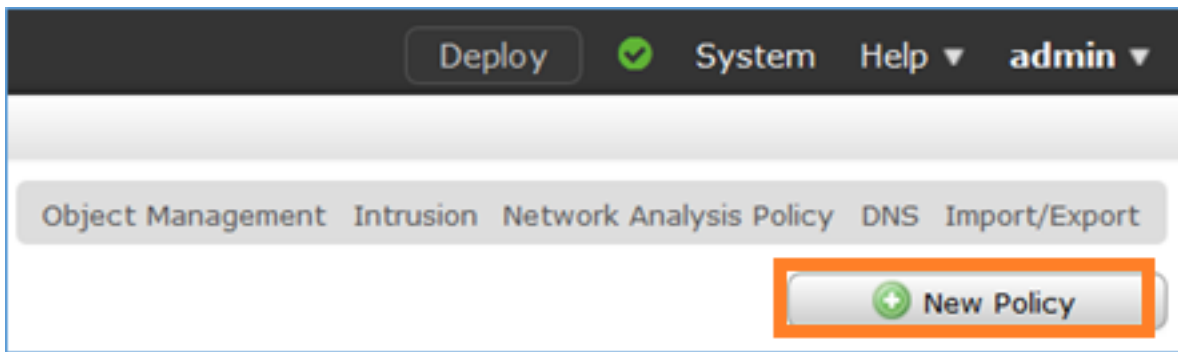 Deploy System Help admin
Object Management Intrusion Network Analysis Policy DNS Import/Export
New Policy